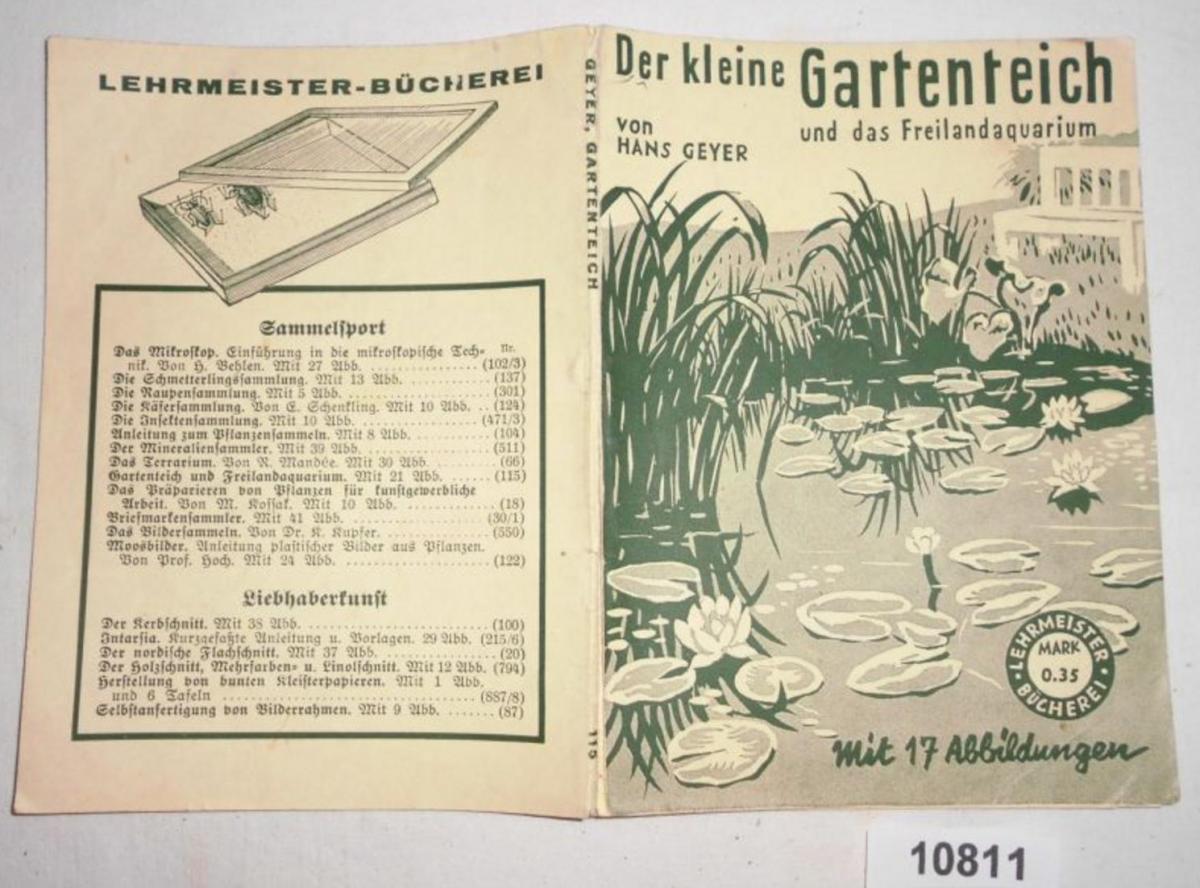 LEHRMEISTER-BÜCHEREI
Sammelsport
Nr.
Das Mikroskop. Einführung in die mikroskopische Tech-
nik. Von H. Vehlen. Mit 27 Abb. (102/3)
Die Schmetterlingssammlung. Mit 13 Abb. (137)
Die Raupensammlung. Mit 5 Abb. (301)
Die Käfersammlung. Von E. Schenkling. Mit 10 Abb. (124)
Die Insektensammlung. Mit 10 Abb. (471/3)
Anleitung zum Pflanzensammeln. Mit 8 Abb. (104)
Der Mineraliensammler. Mit 39 Abb. (511)
Das Terrarium. Von R. Mandée. Mit 30 Abb. (66)
Gartenteich und Freilandaquarium. Mit 21 Abb. (115)
Das Präparieren von Pflanzen für kunstgewerbliche
Arbeit. Von M. Kossak. Mit 10 Abb. (18)
Briefmarkensammler. Mit 41 Abb. (30/1)
Das Bildersammeln. Von Dr. K. Kupfer. (550)
Moosbilder. Anleitung plastischer Bilder aus Pflanzen.
Von Prof. Hoch. Mit 24 Abb. (122)
Liebhaberkunst
Der Kerbschnitt. Mit 38 Abb. (100)
Intarsia. Kurzgefaßte Anleitung u. Vorlagen. 29 Abb. (215/6)
Der nordische Flachschnitt. Mit 37 Abb. (20)
Der Holzschnitt, Mehrfarben- u. Linolschnitt. Mit 12 Abb. (794)
Herstellung von bunten Kleisterpapieren. Mit 1 Abb.
und 6 Tafeln (887/8)
Selbstanfertigung von Bilderrahmen. Mit 9 Abb. (87)
GEYER, GARTENTEICH
115
Der kleine Gartenteich
und das Freilandaquarium
von
HANS GEYER
LEHRMEISTER
MARK
0.35
BÜCHEREI
Mit 17 Abbildungen
10811